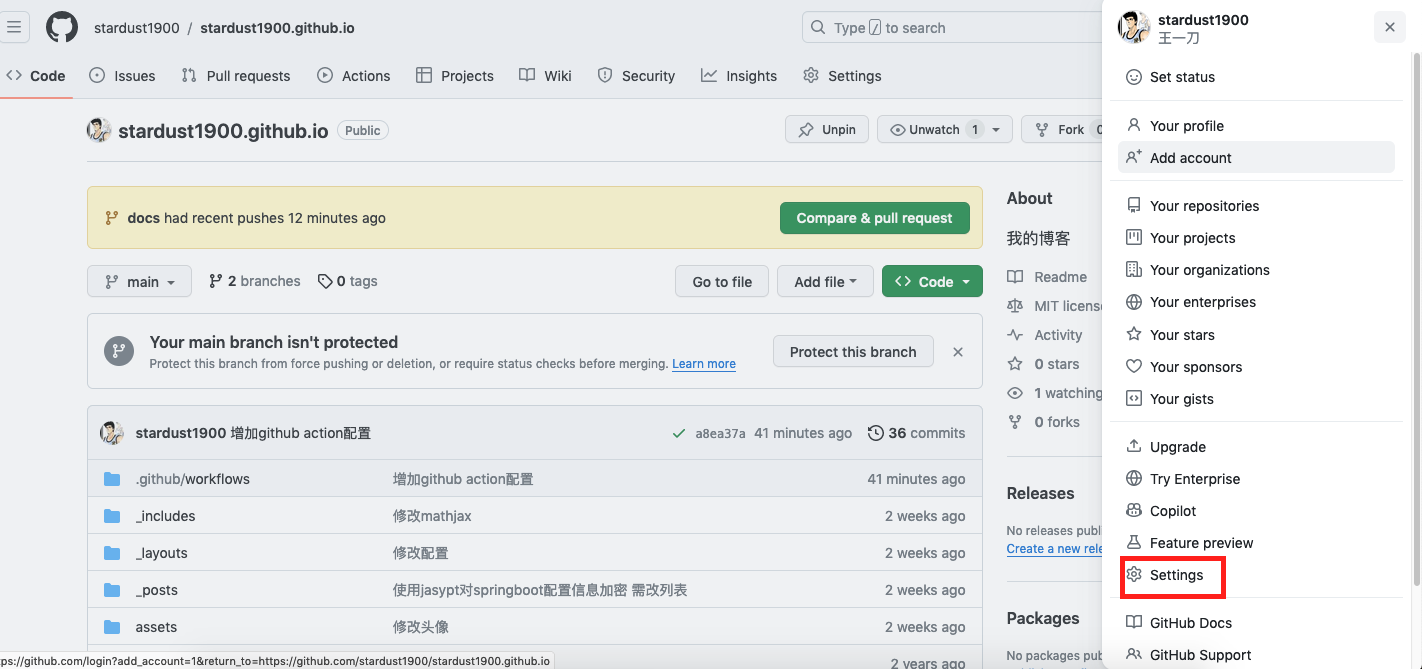 stardust1900 / stardust1900.github.io
Type / to search
stardust1900
王一刀
Code Issues Pull requests Actions Projects Wiki Security Insights Settings
stardust1900.github.io Public
Unpin Unwatch 1 Fork 0
docs had recent pushes 12 minutes ago Compare & pull request
main 2 branches 0 tags Go to file Add file Code
Your main branch isn't protected
Protect this branch from force pushing or deletion, or require status checks before merging. Learn more
Protect this branch
stardust1900 增加github action配置 a8ea37a 41 minutes ago 36 commits
.github/workflows 增加github action配置 41 minutes ago
_includes 修改mathjax 2 weeks ago
_layouts 修改配置 2 weeks ago
_posts 使用jasypt对springboot配置信息加密 需改列表 2 weeks ago
assets 修改头像 2 weeks ago
2 years ago
ps://github.com/login?add_account=1&return_to=https://github.com/stardust1900/stardust1900.github.io
About
我的博客
Readme
MIT license
Activity
0 stars
1 watching
0 forks
Releases
No releases publ
Create a new rele
Packages
No packages pub
Set status
Your profile
Add account
Your repositories
Your projects
Your organizations
Your enterprises
Your stars
Your sponsors
Your gists
Upgrade
Try Enterprise
Copilot
Feature preview
Settings
GitHub Docs
GitHub Support